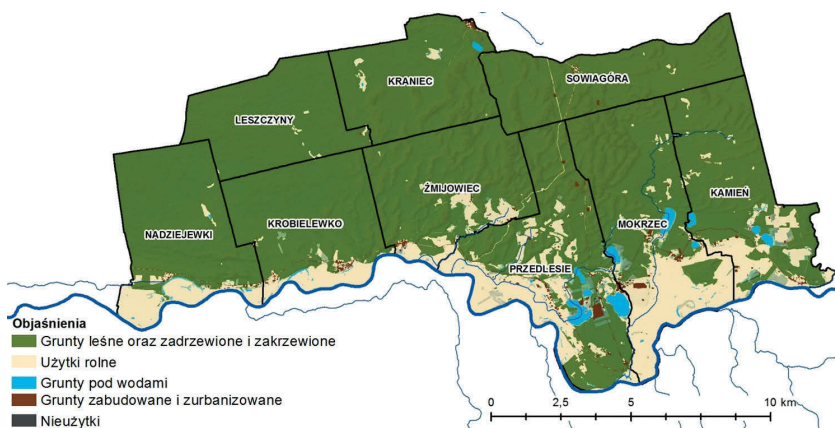 KRANIEC
SOWIAGÓRA
LESZCZYNY
ŻMIJOWIEC
KAMIEŃ
KROBIELEWKO
MOKRZEC
NADZIEJEWKI
PRZEDLESIE
Objaśnienia
Grunty leśne oraz zadrzewione i zakrzewione
Użytki rolne
Grunty pod wodami
Grunty zabudowane i zurbanizowane
Nieużytki
0 2,5 5 10 km